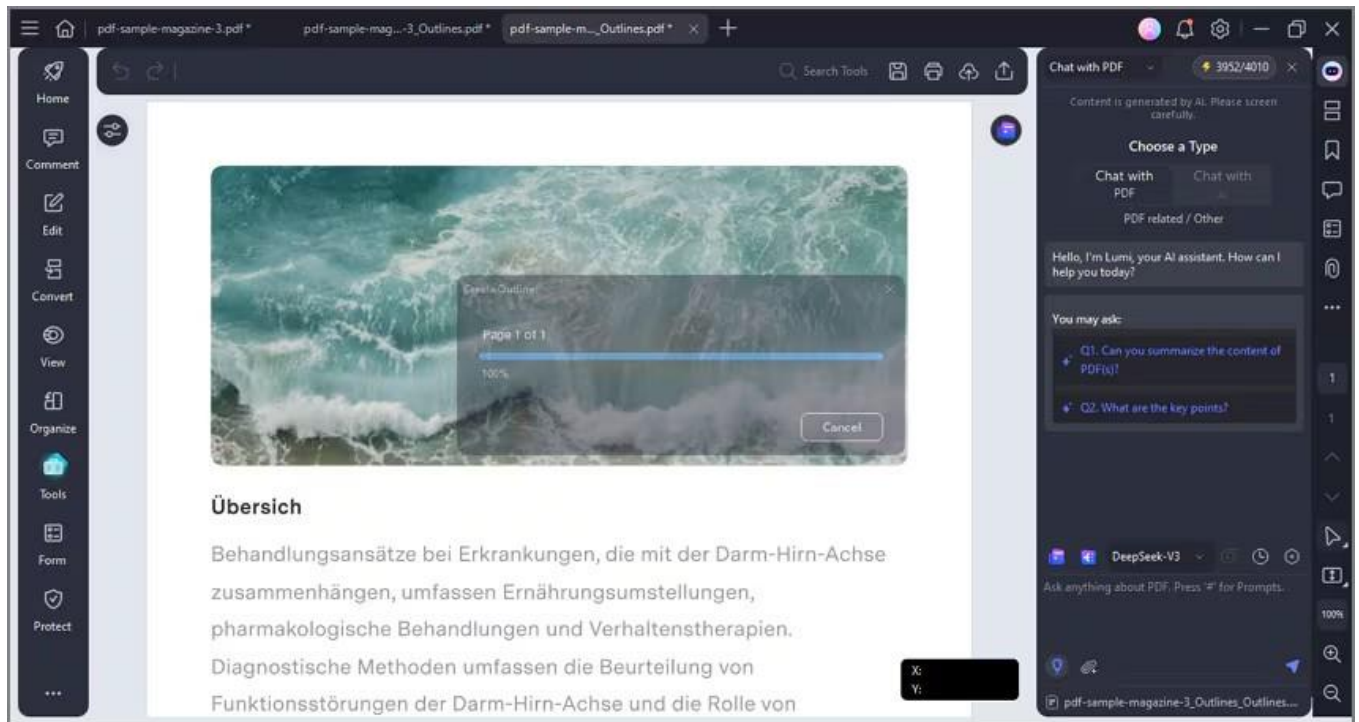 pdf-sample-magazine-3.pdf *
pdf-sample-mag...-3_Outlines.pdf *
pdf-sample-m..._Outlines.pdf *
Home
Comment
Edit
Convert
View
Organize
Tools
Form
Protect
Search Tools
Create Outline
Page 1 of 1
100%
Cancel
Übersich
Behandlungsansätze bei Erkrankungen, die mit der Darm-Hirn-Achse
zusammenhängen, umfassen Ernährungsumstellungen,
pharmakologische Behandlungen und Verhaltenstherapien.
Diagnostische Methoden umfassen die Beurteilung von
Funktionsstörungen der Darm-Hirn-Achse und die Rolle von
X:
Y:
Chat with PDF
3952/4010
Content is generated by AI. Please screen
carefully.
Choose a Type
Chat with
PDF
Chat with
PDF related / Other
Hello, I'm Lumi, your AI assistant. How can I
help you today?
You may ask:
Q1. Can you summarize the content of
PDF(s)?
Q2. What are the key points?
DeepSeek-V3
Ask anything about PDF. Press '#' for Prompts.
pdf-sample-magazine-3_Outlines_Outlines....
1
1
100%